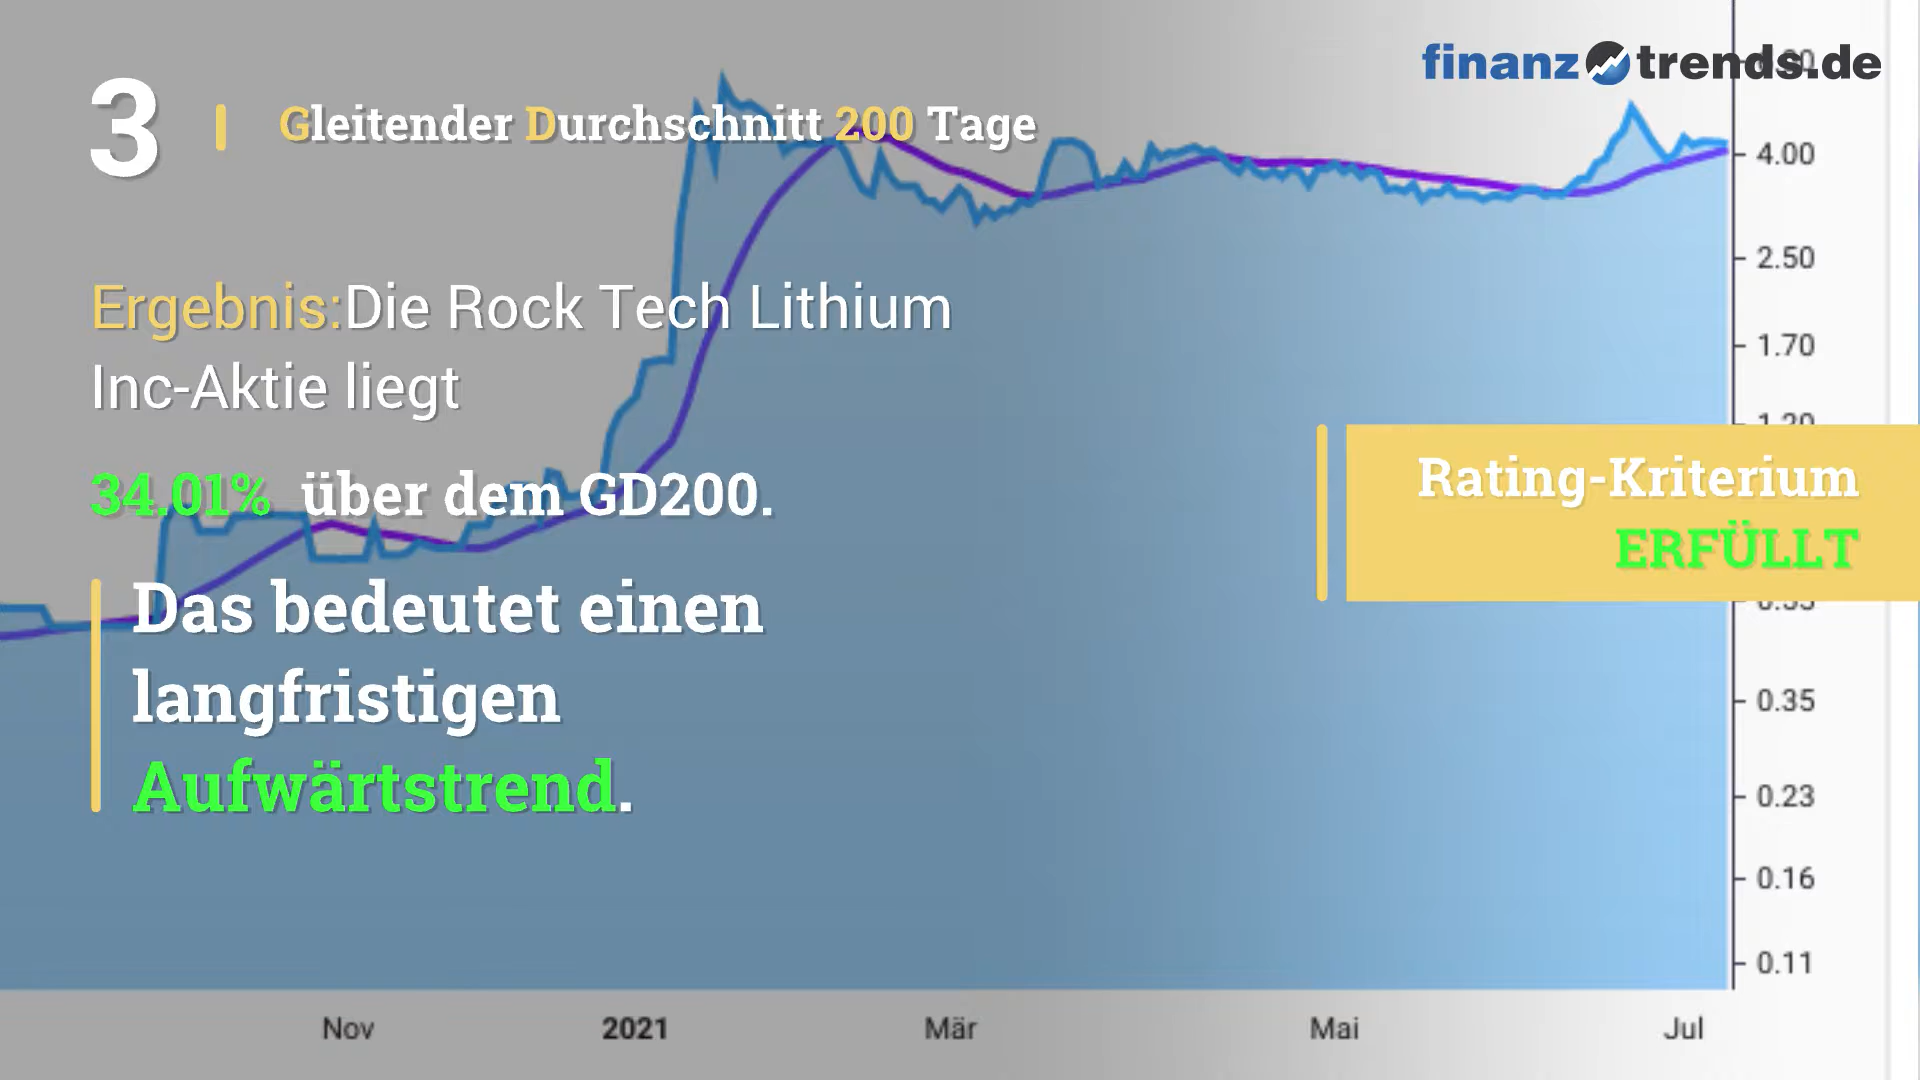 finanztrends.de
3
Gleitender Durchschnitt 200 Tage
Ergebnis:Die Rock Tech Lithium
Inc-Aktie liegt
34.01% über dem GD200.
Das bedeutet einen
langfristigen
Aufwärtstrend.
Rating-Kriterium
ERFÜLLT
4.00
2.50
1.70
1.20
0.35
0.23
0.16
0.11
Nov 2021 Mär Mai Jul